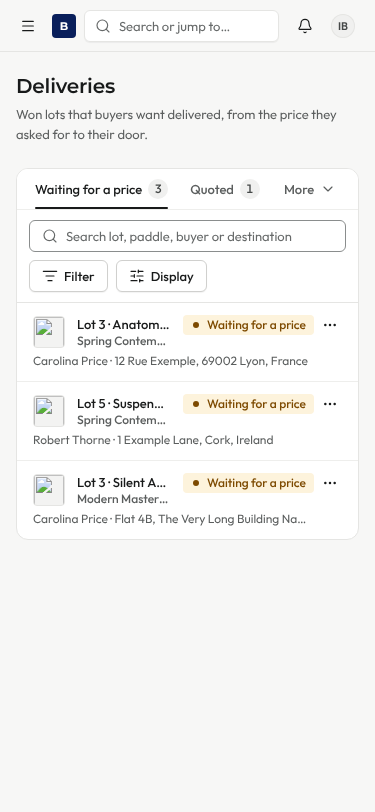 B Search or jump to... IB
Deliveries
Won lots that buyers want delivered, from the price they
asked for to their door.
Waiting for a price 3 Quoted 1 More
Search lot, paddle, buyer or destination
Filter Display
Lot 3 · Anatom... Waiting for a price
Spring Contem...
Carolina Price · 12 Rue Exemple, 69002 Lyon, France
Lot 5 · Suspen... Waiting for a price
Spring Contem...
Robert Thorne · 1 Example Lane, Cork, Ireland
Lot 3 · Silent A... Waiting for a price
Modern Master...
Carolina Price · Flat 4B, The Very Long Building Na...